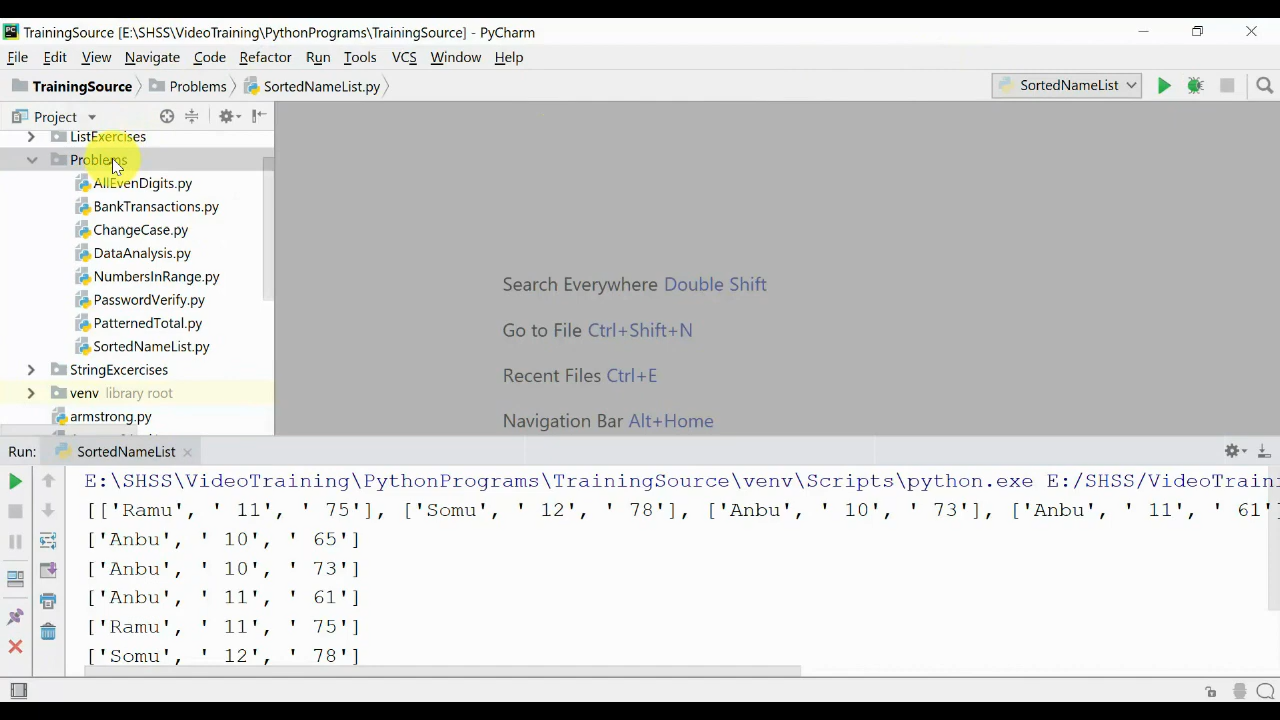 TrainingSource [E:\SHSS\VideoTraining\PythonPrograms\TrainingSource] - PyCharm
File Edit View Navigate Code Refactor Run Tools VCS Window Help
TrainingSource Problems SortedNameList.py SortedNameList
Project
ListExercises
Problems
AllEvenDigits.py
BankTransactions.py
ChangeCase.py
DataAnalysis.py
NumbersInRange.py
PasswordVerify.py
PatternedTotal.py
SortedNameList.py
StringExcercises
venv library root
armstrong.py
Search Everywhere Double Shift
Go to File Ctrl+Shift+N
Recent Files Ctrl+E
Navigation Bar Alt+Home
Run: SortedNameList
E:\SHSS\VideoTraining\PythonPrograms\TrainingSource\venv\Scripts\python.exe E:/SHSS/VideoTraini
[['Ramu', ' 11', ' 75'], ['Somu', ' 12', ' 78'], ['Anbu', ' 10', ' 73'], ['Anbu', ' 11', ' 61'
['Anbu', ' 10', ' 65']
['Anbu', ' 10', ' 73']
['Anbu', ' 11', ' 61']
['Ramu', ' 11', ' 75']
['Somu', ' 12', ' 78']